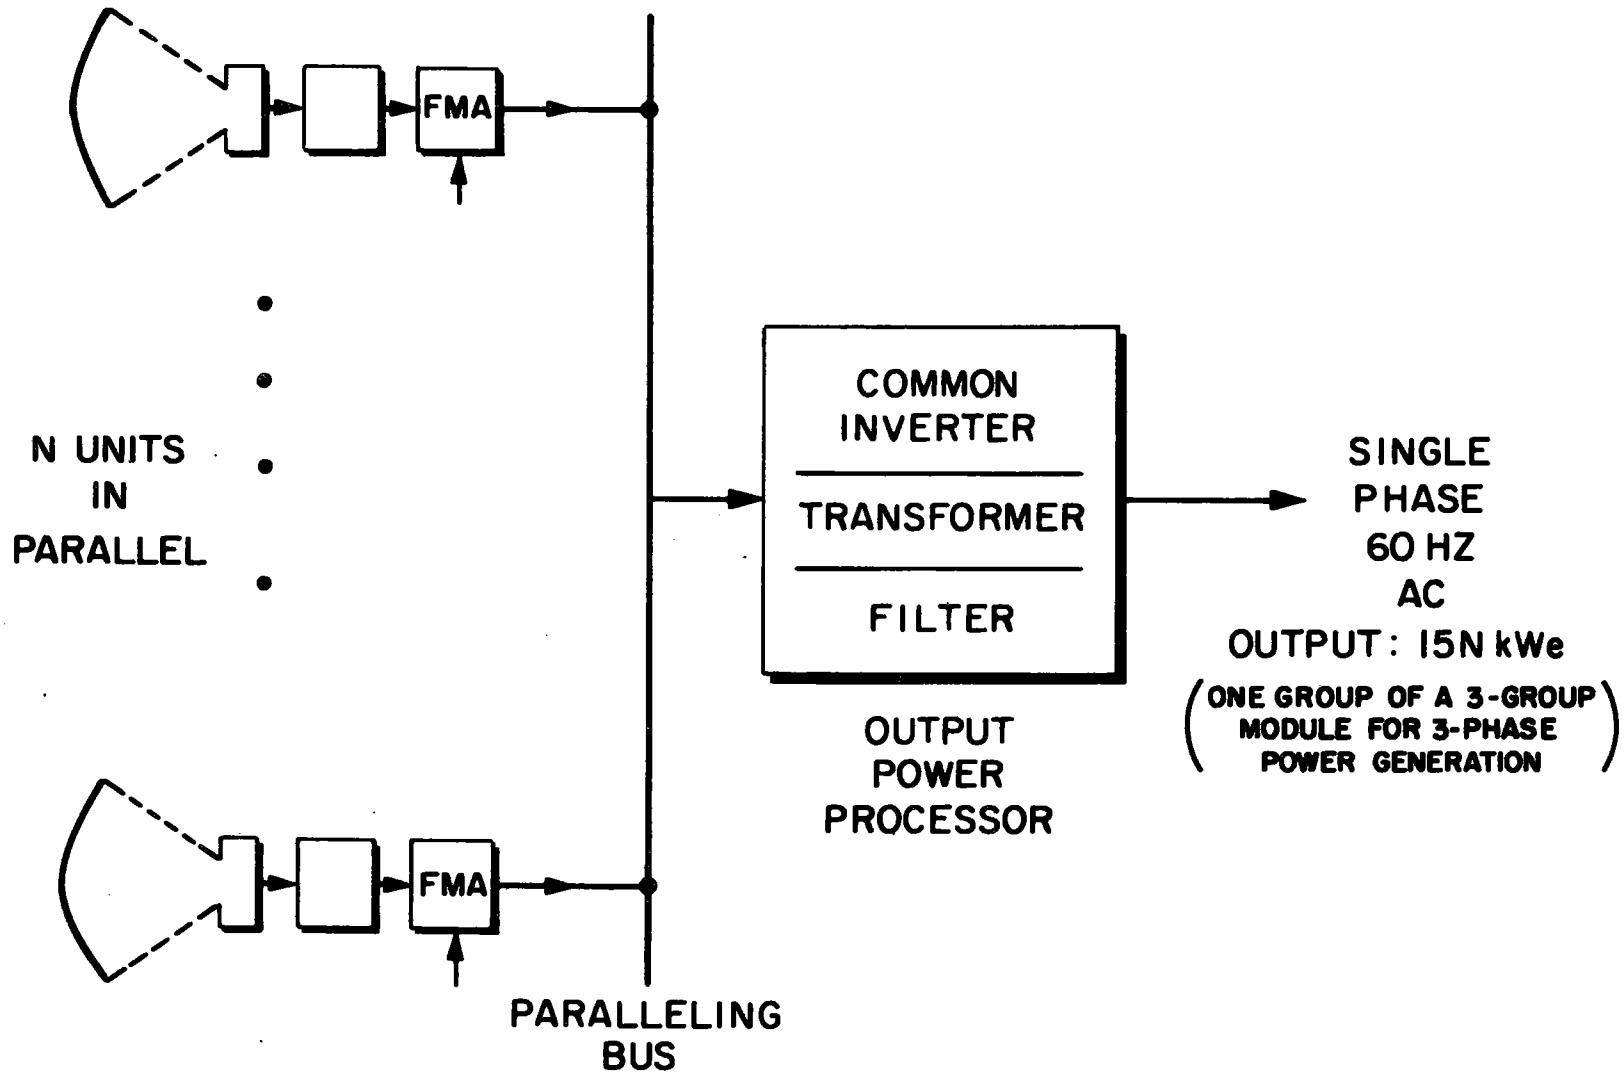 FMA
N UNITS
IN
PARALLEL
COMMON
INVERTER
TRANSFORMER
FILTER
OUTPUT
POWER
PROCESSOR
SINGLE
PHASE
60 HZ
AC
OUTPUT: 15N kWe
(ONE GROUP OF A 3-GROUP
MODULE FOR 3-PHASE
POWER GENERATION)
FMA
PARALLELING
BUS